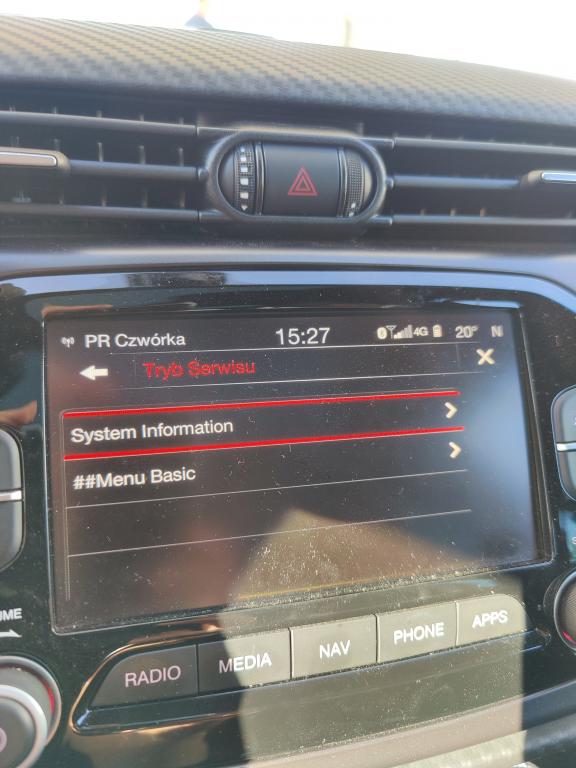 PR Czwórka 15:27 4G 20° N
Tryb Serwisu
System Information
##Menu Basic
RADIO MEDIA NAV PHONE APPS